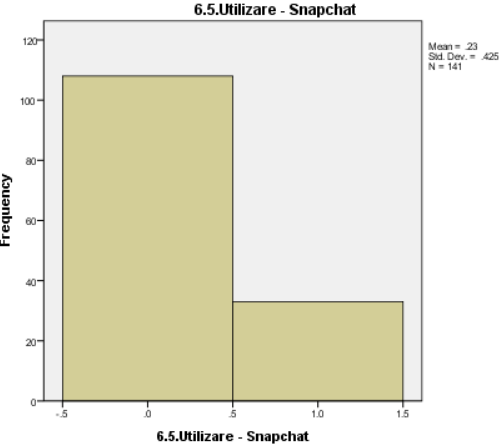 6.5.Utilizare - Snapchat
Mean = .23
Std. Dev. = .425
N = 141
Frequency
120
100
80
60
40
20
0
-.5
.0
.5
1.0
1.5
6.5.Utilizare - Snapchat